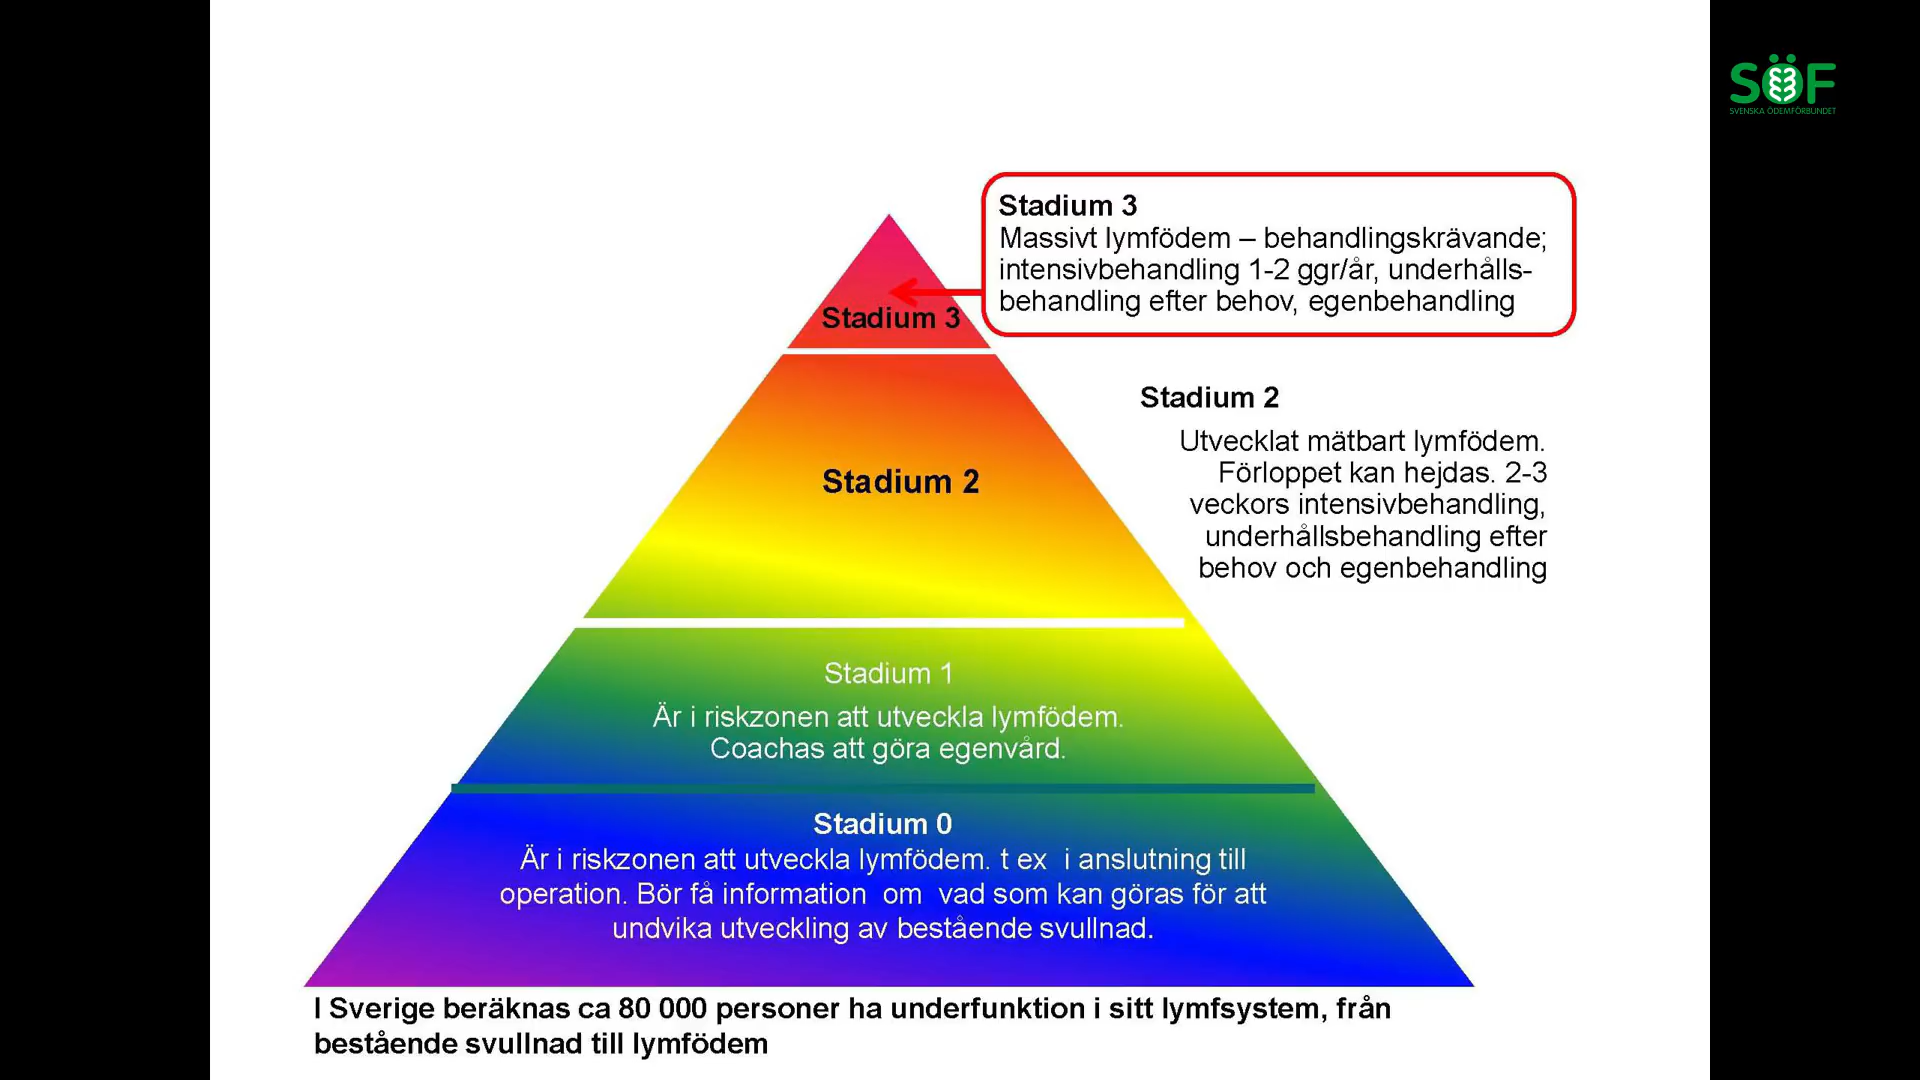 SÖF
SVENSKA ÖDEMFÖRBUNDET
Stadium 3
Massivt lymfödem – behandlingskrävande;
intensivbehandling 1-2 ggr/år, underhålls-
behandling efter behov, egenbehandling
Stadium 3
Stadium 2
Utvecklat mätbart lymfödem.
Förloppet kan hejdas. 2-3
veckors intensivbehandling,
underhållsbehandling efter
behov och egenbehandling
Stadium 2
Stadium 1
Är i riskzonen att utveckla lymfödem.
Coachas att göra egenvård.
Stadium 0
Är i riskzonen att utveckla lymfödem. t ex i anslutning till
operation. Bör få information om vad som kan göras för att
undvika utveckling av bestående svullnad.
I Sverige beräknas ca 80 000 personer ha underfunktion i sitt lymfsystem, från
bestående svullnad till lymfödem